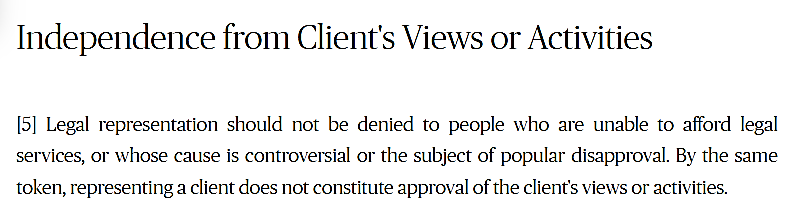 Independence from Client's Views or Activities
[5] Legal representation should not be denied to people who are unable to afford legal
services, or whose cause is controversial or the subject of popular disapproval. By the same
token, representing a client does not constitute approval of the client's views or activities.